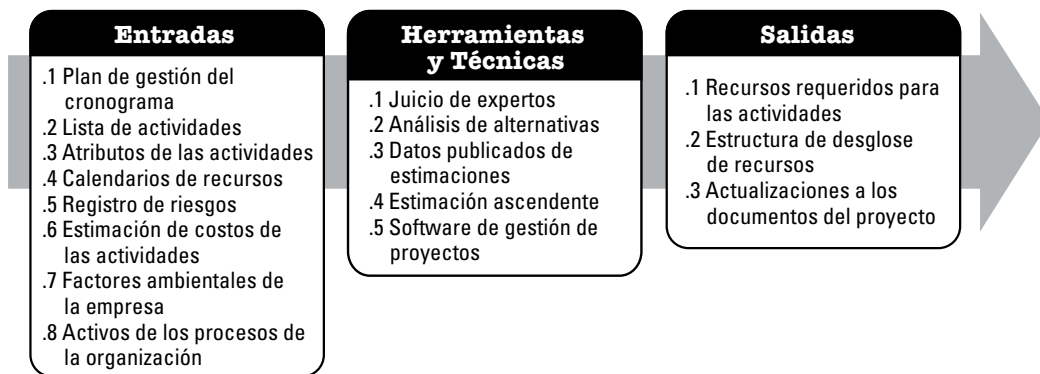 Entradas
.1 Plan de gestión del
cronograma
.2 Lista de actividades
.3 Atributos de las actividades
.4 Calendarios de recursos
.5 Registro de riesgos
.6 Estimación de costos de
las actividades
.7 Factores ambientales de
la empresa
.8 Activos de los procesos de
la organización
Herramientas
y Técnicas
.1 Juicio de expertos
.2 Análisis de alternativas
.3 Datos publicados de
estimaciones
.4 Estimación ascendente
.5 Software de gestión de
proyectos
Salidas
.1 Recursos requeridos para
las actividades
.2 Estructura de desglose
de recursos
.3 Actualizaciones a los
documentos del proyecto